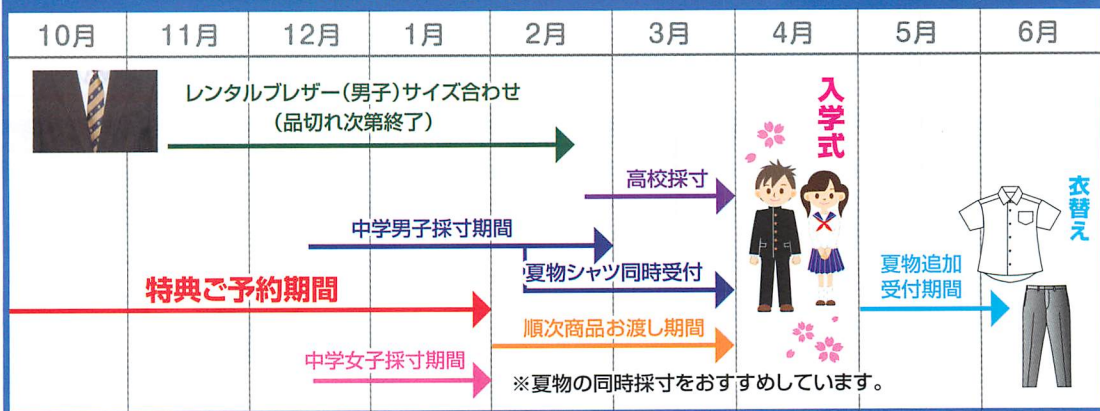 10月 11月 12月 1月 2月 3月 4月 5月 6月
レンタルブレザー(男子)サイズ合わせ
(品切れ次第終了)
入学式
高校採寸
衣替え
中学男子採寸期間
夏物シャツ同時受付
夏物追加
受付期間
特典ご予約期間
順次商品お渡し期間
中学女子採寸期間
※夏物の同時採寸をおすすめしています。